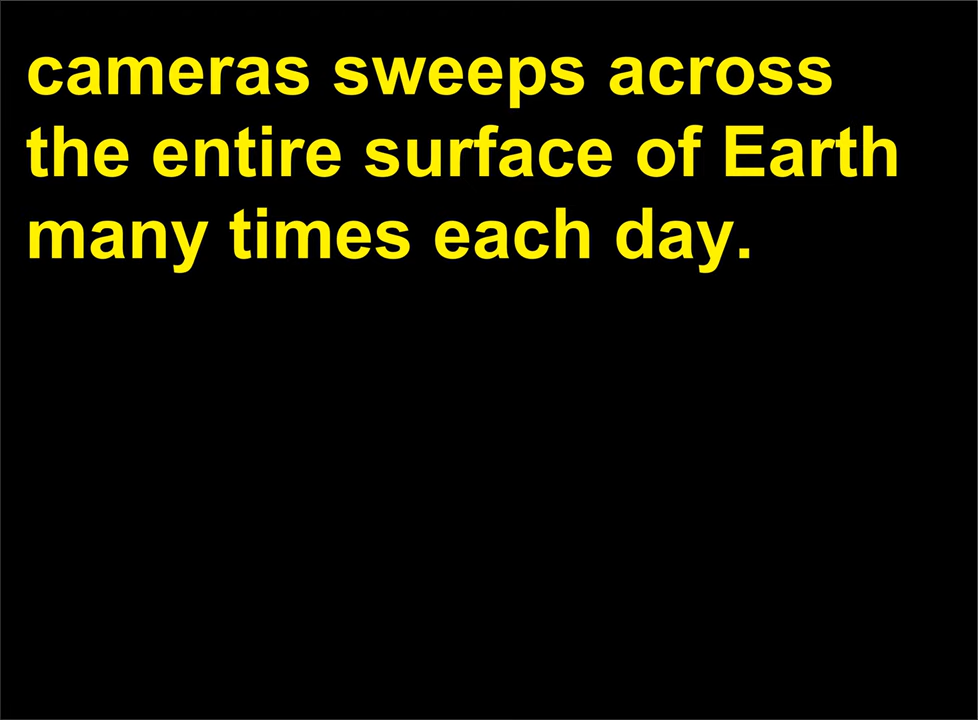 cameras sweeps across
the entire surface of Earth
many times each day.